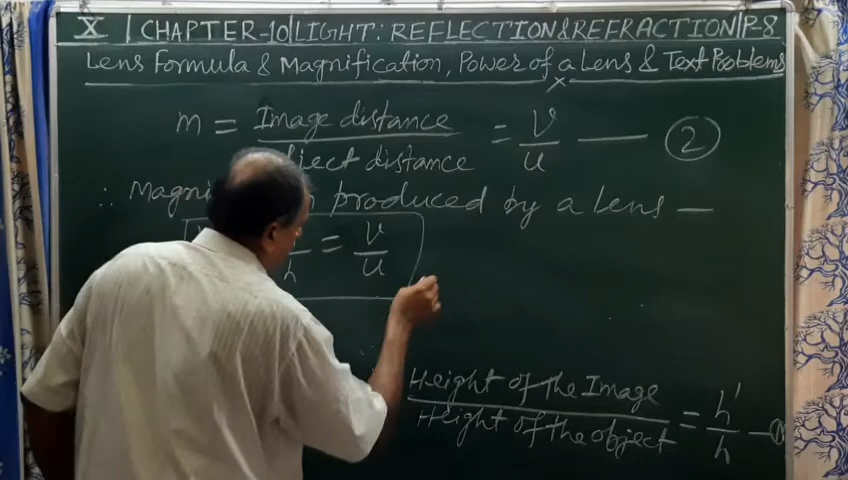 X | CHAPTER-10 | LIGHT: REFLECTION & REFRACTION | P-8
Lens Formula & Magnification, Power of a Lens & Text Problems
m = Image distance / ject distance = v / u — 2
∴ Magni n produced by a Lens —
h = v / u
Height of the Image / Height of the object = h' / h —